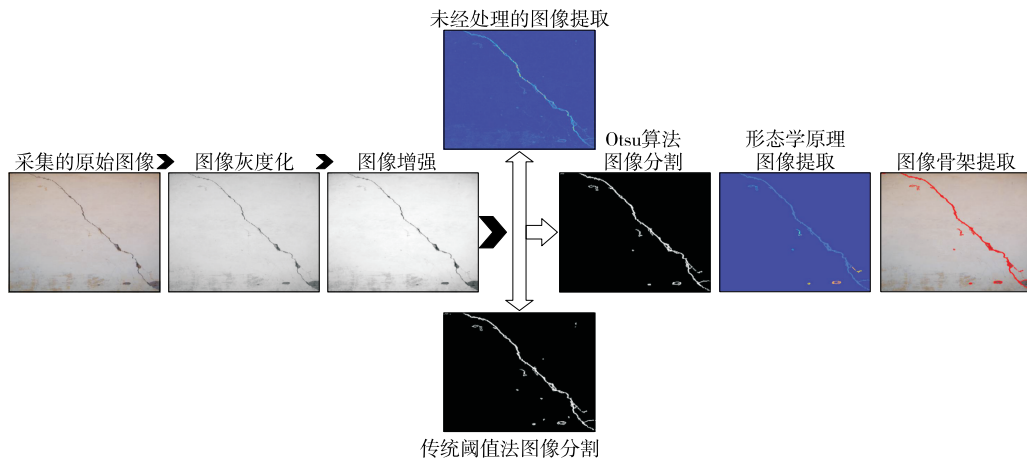 未经处理的图像提取
Otsu算法
图像分割
形态学原理
图像提取
采集的原始图像
图像灰度化
图像增强
图像骨架提取
传统阈值法图像分割